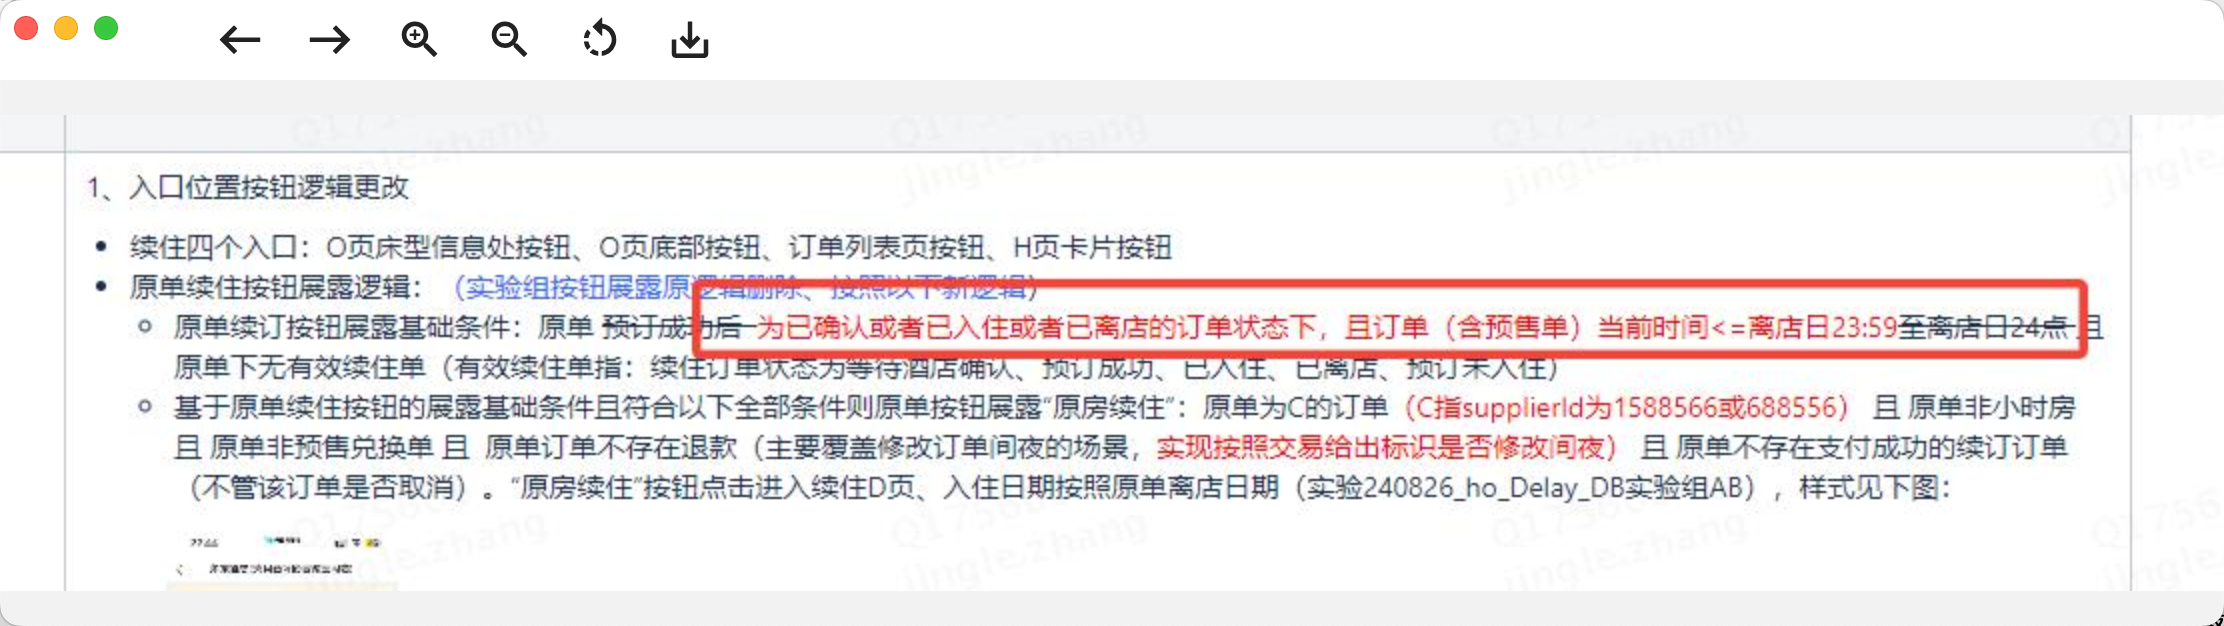 1、入口位置按钮逻辑更改
续住四个入口：O页床型信息处按钮、O页底部按钮、订单列表页按钮、H页卡片按钮
原单续住按钮展露逻辑：（实验组按钮展露原逻辑删除、按照以下新逻辑）
原单续订按钮展露基础条件：原单 预订成功后 为已确认或者已入住或者已离店的订单状态下，且订单（含预售单）当前时间<=离店日23:59至离店日24点 且
原单下无有效续住单（有效续住单指：续住订单状态为等待酒店确认、预订成功、已入住、已离店、预订未入住）
基于原单续住按钮的展露基础条件且符合以下全部条件则原单按钮展露“原房续住”：原单为C的订单（C指supplierId为1588566或688556） 且 原单非小时房
且 原单非预售兑换单 且 原单订单不存在退款（主要覆盖修改订单间夜的场景，实现按照交易给出标识是否修改间夜） 且 原单不存在支付成功的续订订单
（不管该订单是否取消）。“原房续住”按钮点击进入续住D页、入住日期按照原单离店日期（实验240826_ho_Delay_DB实验组AB），样式见下图：
jingle.zhang
jingle.zhang
jingle.zhang